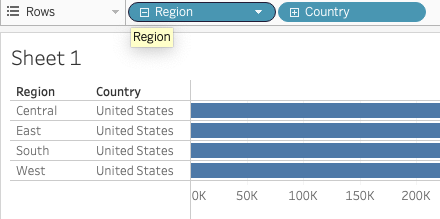 Rows Region Country
Region
Sheet 1
Region Country
Central United States
East United States
South United States
West United States
0K 50K 100K 150K 200K